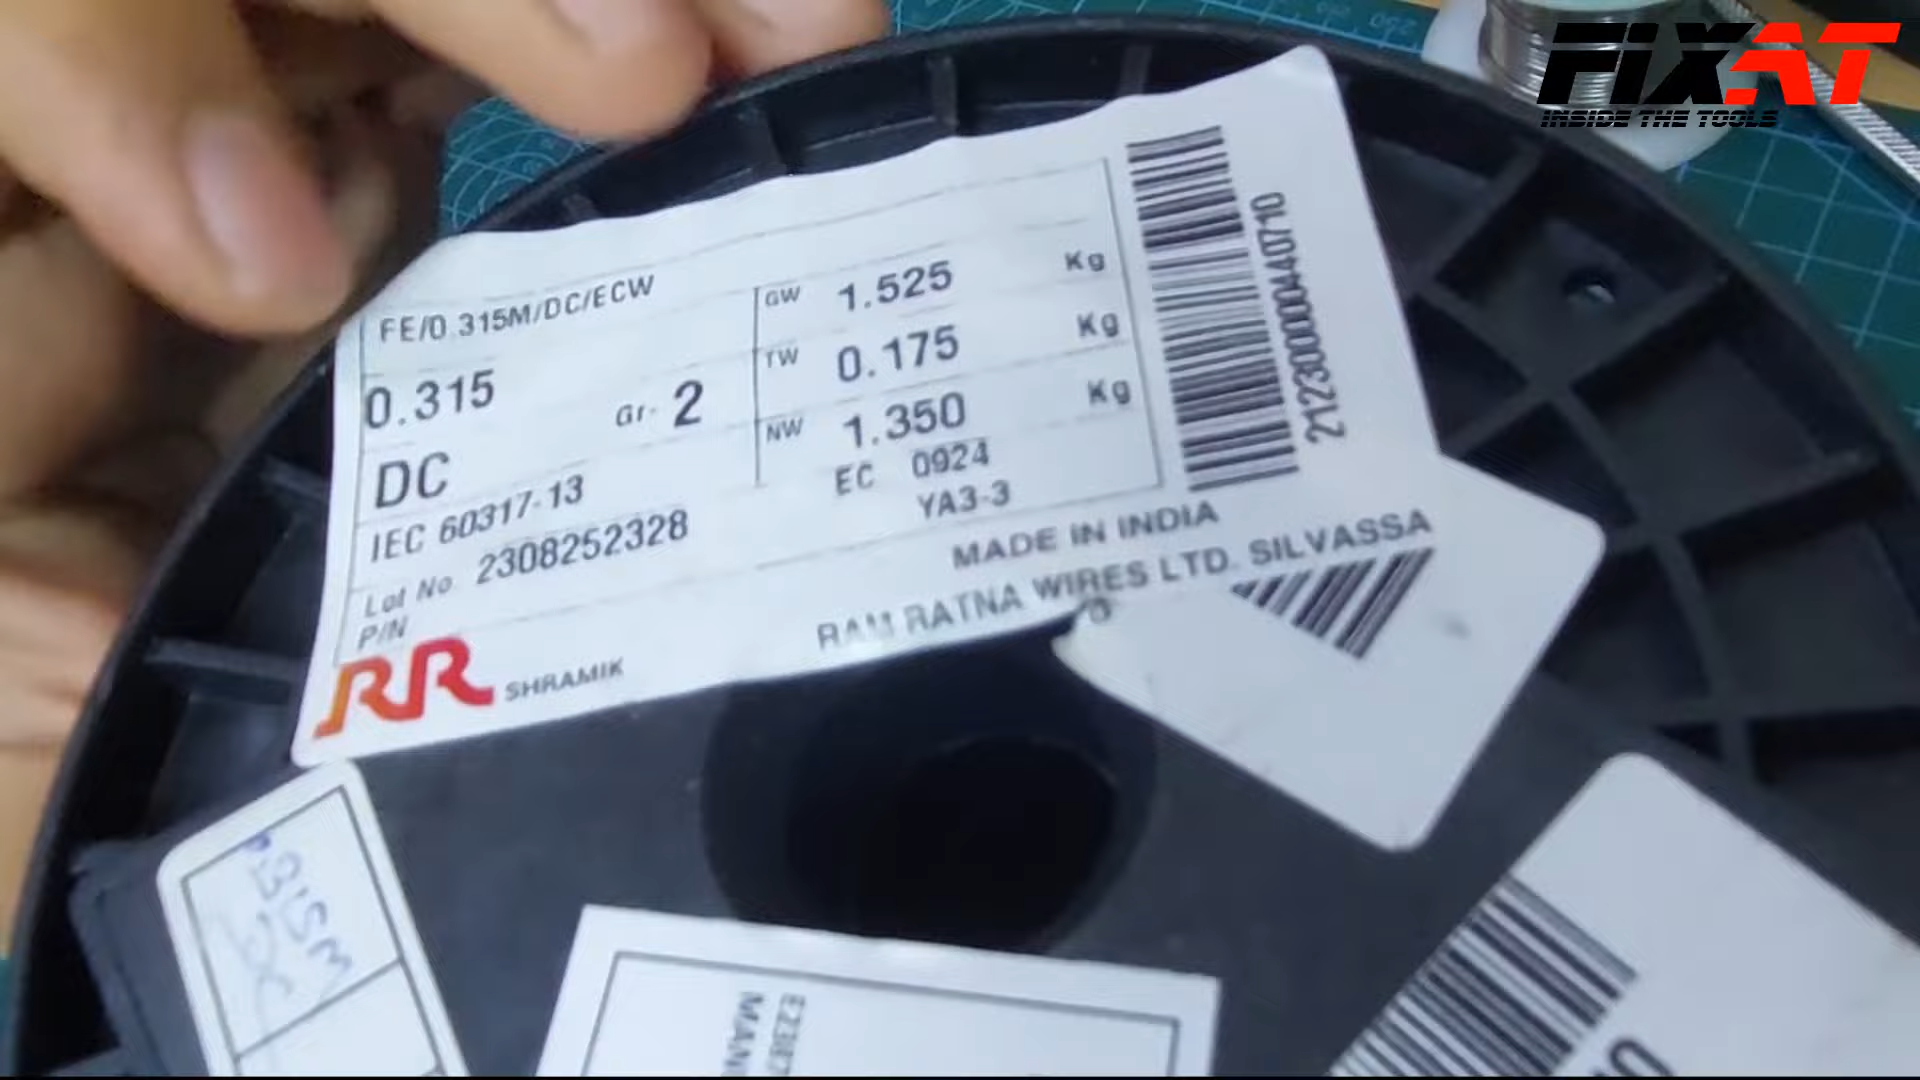 FIXAT
INSIDE THE TOOLS
FE/0.315M/DC/ECW
0.315
Gr. 2
DC
IEC 60317-13
Lot No 2308252328
P/N
GW 1.525 Kg
TW 0.175 Kg
NW 1.350 Kg
EC 0924
YA3-3
MADE IN INDIA
RAM RATNA WIRES LTD. SILVASSA
RR SHRAMIK
2123000000440710